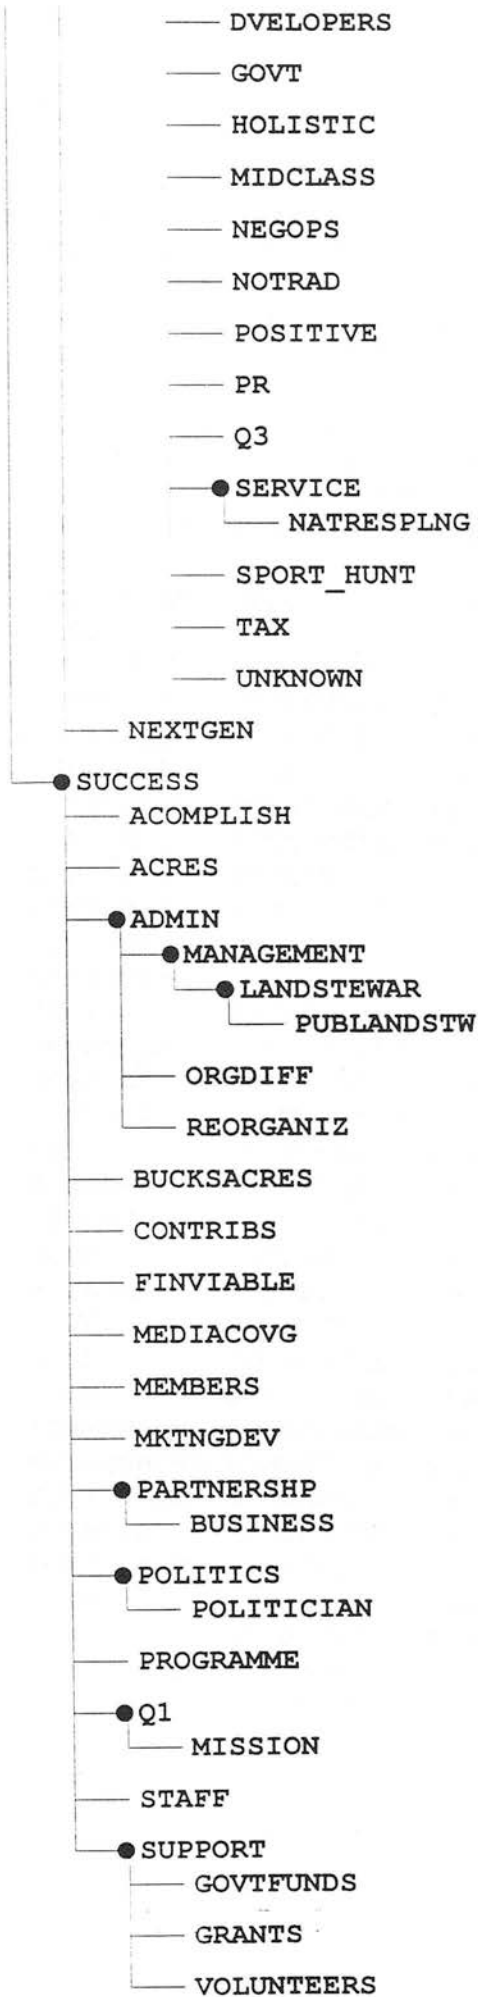 DVELOPERS
GOVT
HOLISTIC
MIDCLASS
NEGOPS
NOTRAD
POSITIVE
PR
Q3
SERVICE
NATRESPLNG
SPORT_HUNT
TAX
UNKNOWN
NEXTGEN
SUCCESS
ACOMPLISH
ACRES
ADMIN
MANAGEMENT
LANDSTEWAR
PUBLANDSTW
ORGDIFF
REORGANIZ
BUCKSACRES
CONTRIBS
FINVIABLE
MEDIACOVG
MEMBERS
MKTNGDEV
PARTNERSHP
BUSINESS
POLITICS
POLITICIAN
PROGRAMME
Q1
MISSION
STAFF
SUPPORT
GOVTFUNDS
GRANTS
VOLUNTEERS